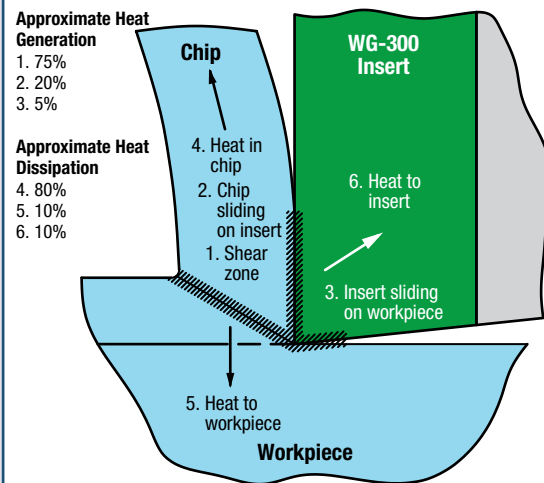 Approximate Heat
Generation
1. 75%
2. 20%
3. 5%
Approximate Heat
Dissipation
4. 80%
5. 10%
6. 10%
Chip
4. Heat in
chip
2. Chip
sliding
on insert
1. Shear
zone
WG-300
Insert
6. Heat to
insert
3. Insert sliding
on workpiece
5. Heat to
workpiece
Workpiece